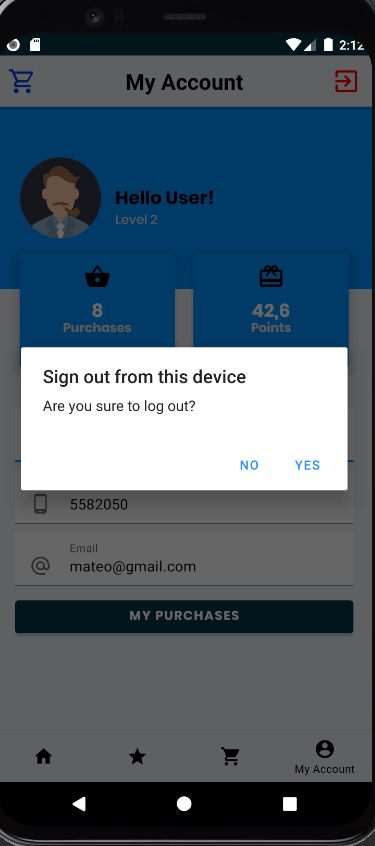 2:12
My Account
Hello User!
Level 2
8
Purchases
42,6
Points
Sign out from this device
Are you sure to log out?
NO
YES
5582050
Email
mateo@gmail.com
MY PURCHASES
My Account